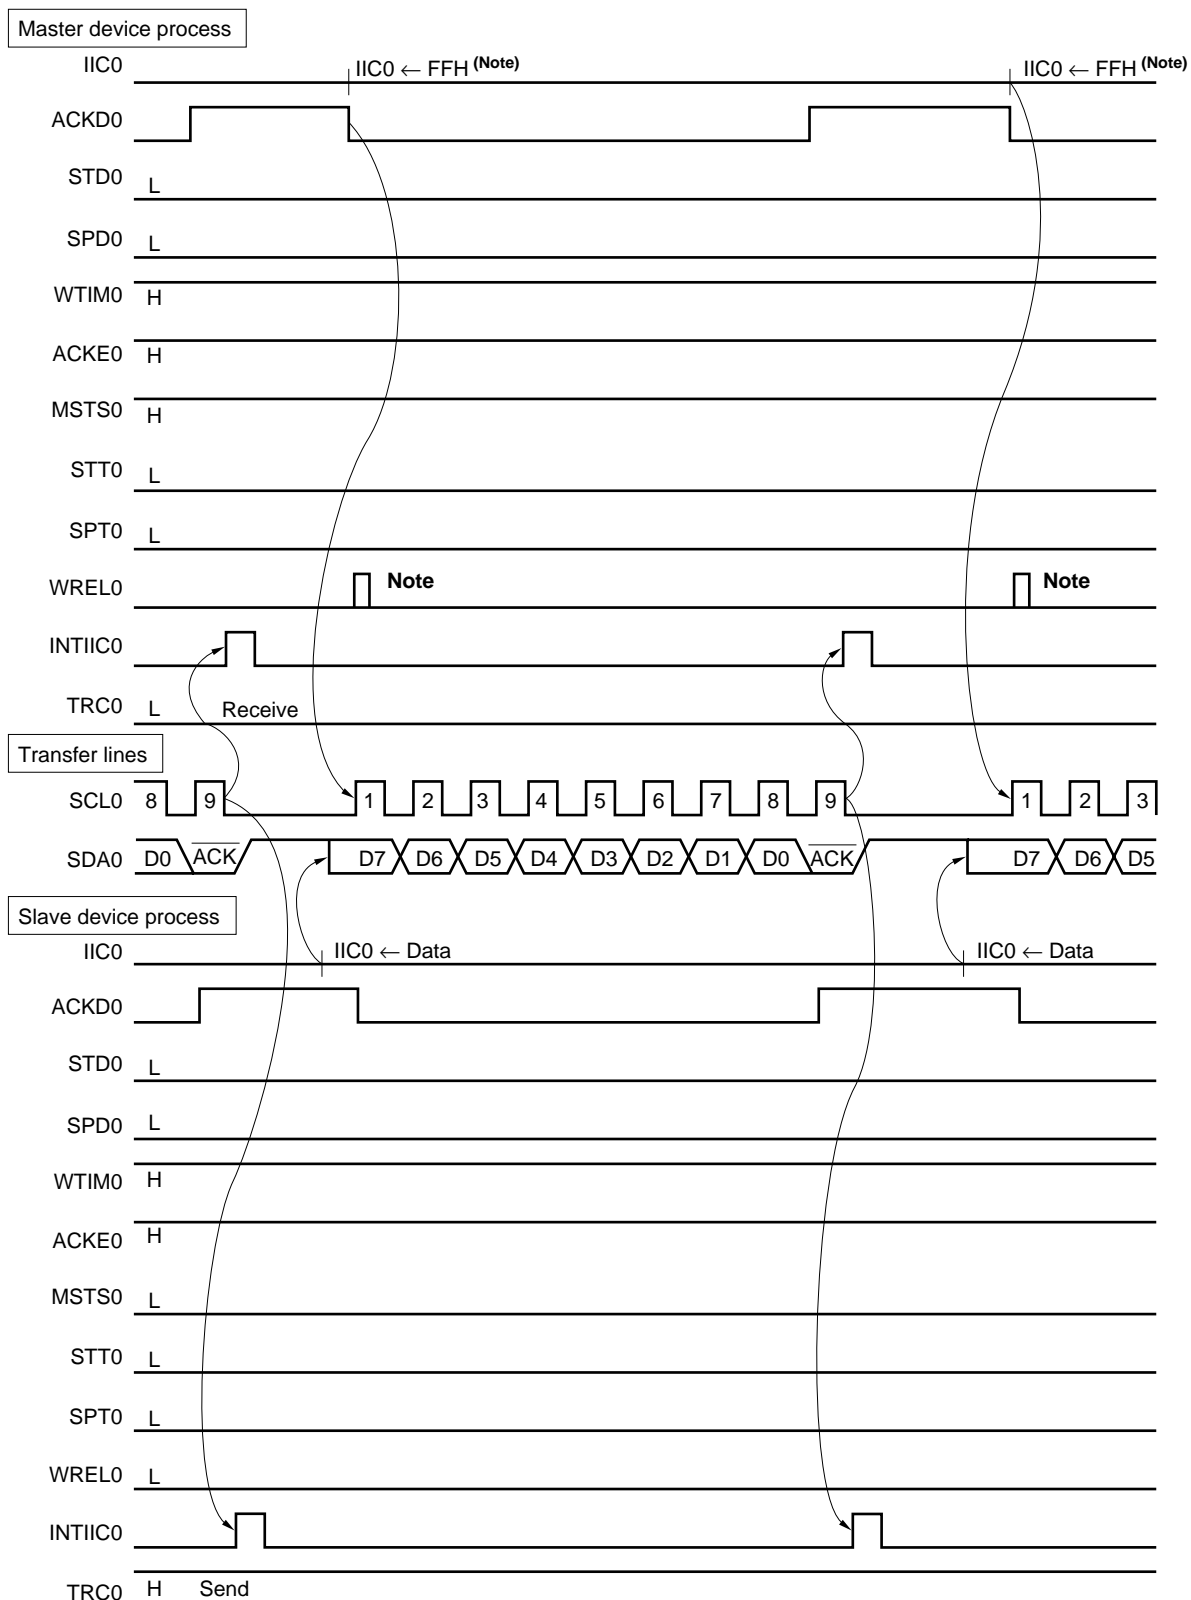 Master device process
IIC0 IIC0 ← FFH (Note) IIC0 ← FFH (Note)
ACKD0
STD0 L
SPD0 L
WTIM0 H
ACKE0 H
MSTS0 H
STT0 L
SPT0 L
WREL0 Note Note
INTIIC0
TRC0 L Receive
Transfer lines
SCL0 8 9 1 2 3 4 5 6 7 8 9 1 2 3
SDA0 D0 ACK D7 D6 D5 D4 D3 D2 D1 D0 ACK D7 D6 D5
Slave device process
IIC0 IIC0 ← Data IIC0 ← Data
ACKD0
STD0 L
SPD0 L
WTIM0 H
ACKE0 H
MSTS0 L
STT0 L
SPT0 L
WREL0 L
INTIIC0
TRC0 H Send